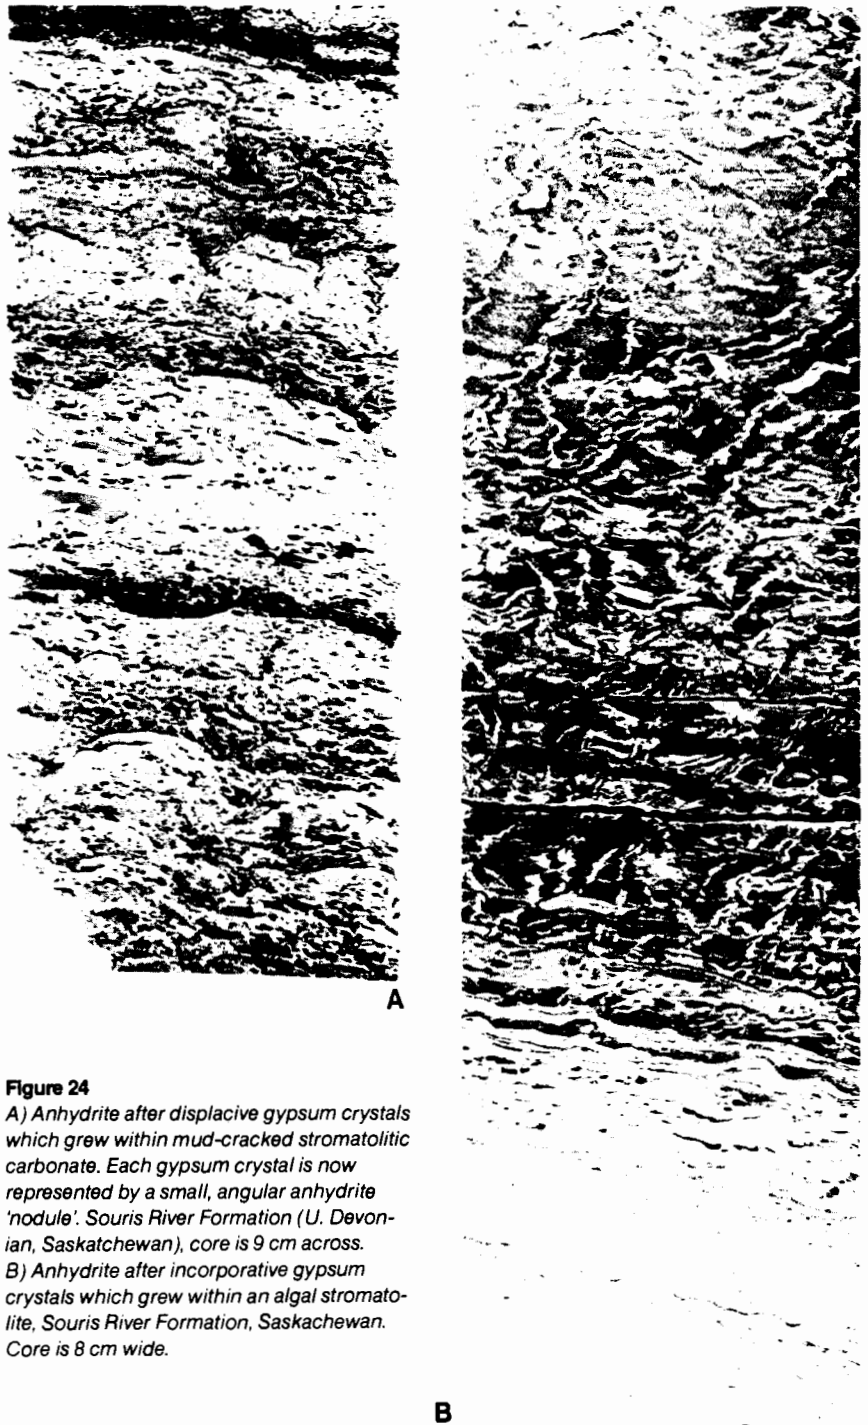 A
Figure 24
A) Anhydrite after displacive gypsum crystals
which grew within mud-cracked stromatolitic
carbonate. Each gypsum crystal is now
represented by a small, angular anhydrite
'nodule'. Souris River Formation (U. Devon-
ian, Saskatchewan), core is 9 cm across.
B) Anhydrite after incorporative gypsum
crystals which grew within an algal stromato-
lite, Souris River Formation, Saskachewan.
Core is 8 cm wide.
B